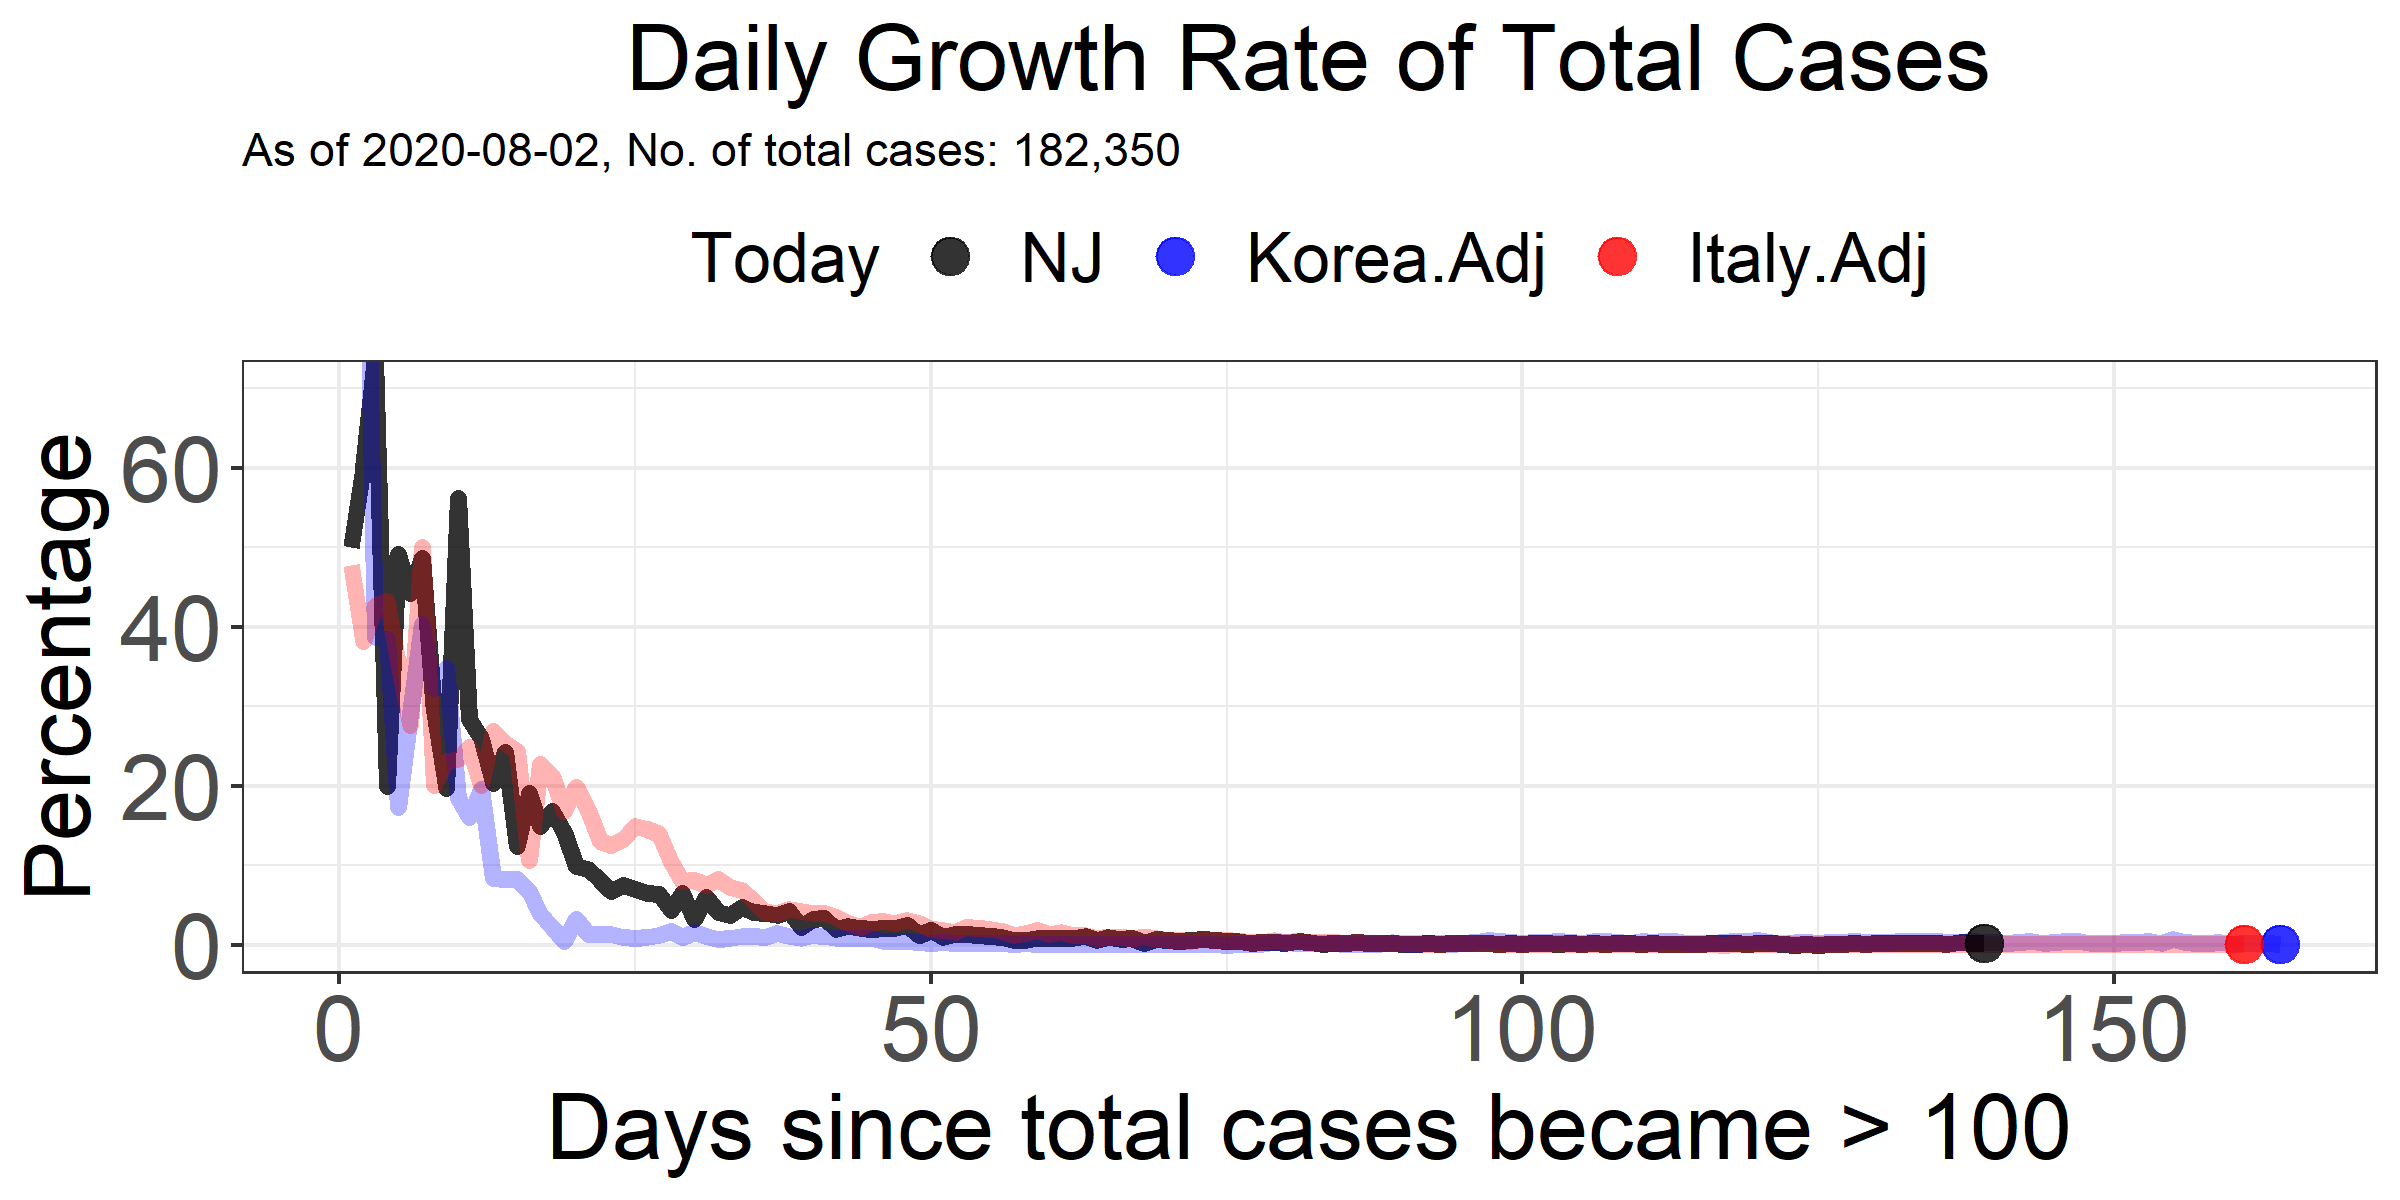 Daily Growth Rate of Total Cases
As of 2020-08-02, No. of total cases: 182,350
Today NJ Korea.Adj Italy.Adj
Percentage
60
40
20
0
0 50 100 150
Days since total cases became > 100